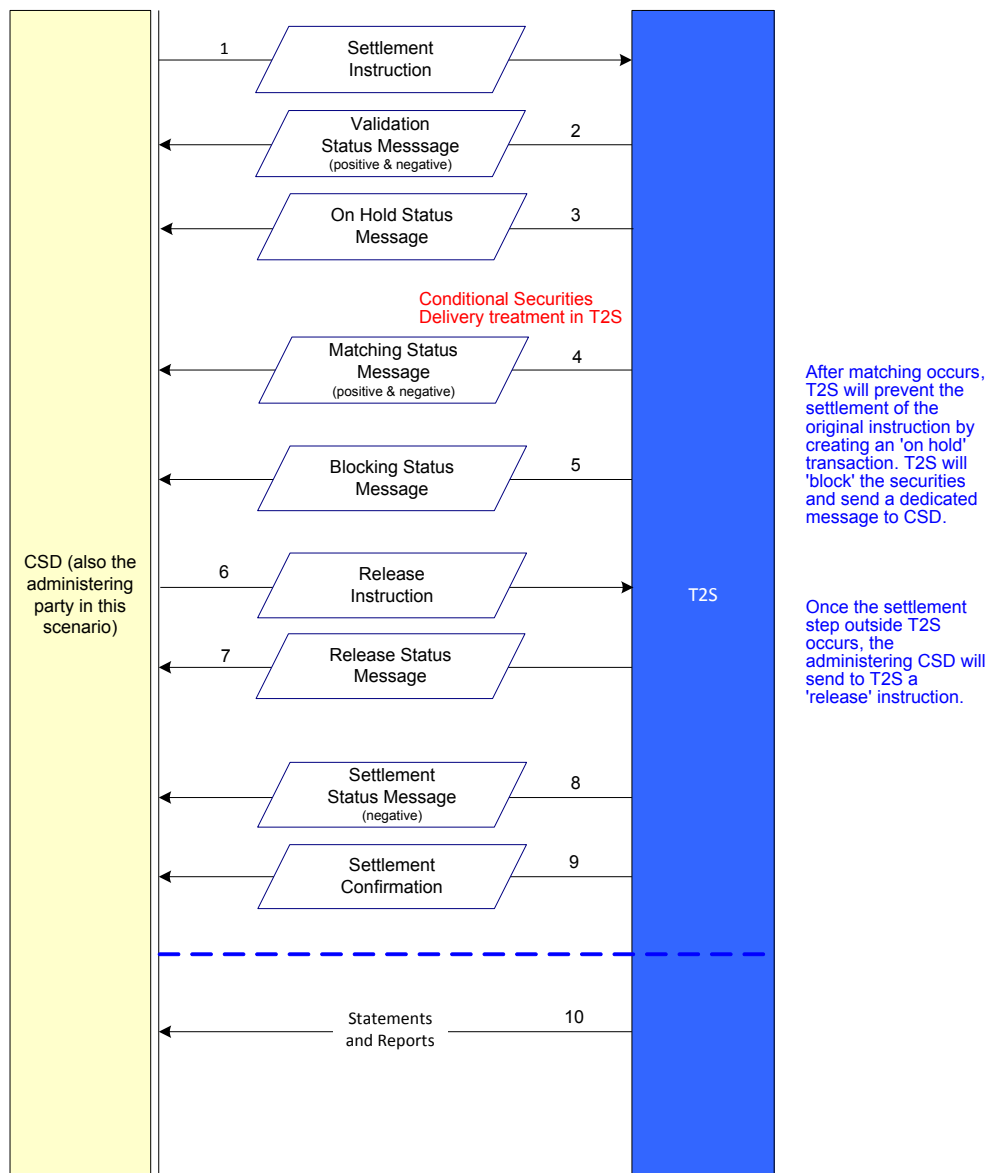 1
Settlement
Instruction
Validation
Status Messsage
(positive & negative)
2
On Hold Status
Message
3
Conditional Securities
Delivery treatment in T2S
Matching Status
Message
(positive & negative)
4
After matching occurs,
T2S will prevent the
settlement of the
original instruction by
creating an 'on hold'
transaction. T2S will
'block' the securities
and send a dedicated
message to CSD.
Blocking Status
Message
5
CSD (also the
administering
party in this
scenario)
6
Release
Instruction
T2S
Once the settlement
step outside T2S
occurs, the
administering CSD will
send to T2S a
'release' instruction.
7
Release Status
Message
Settlement
Status Message
(negative)
8
Settlement
Confirmation
9
Statements
and Reports
10